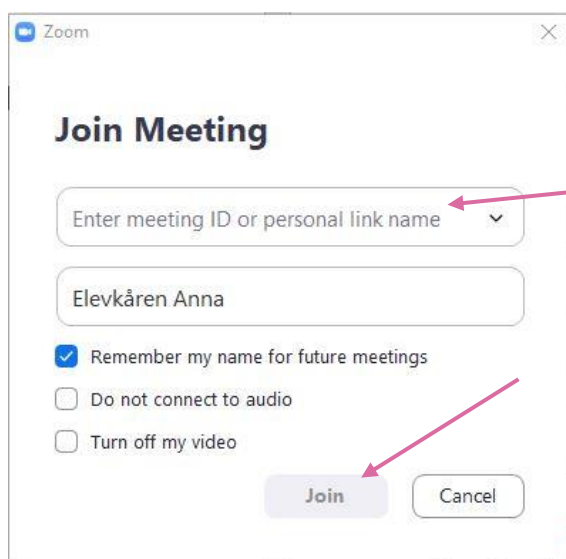 Zoom
Join Meeting
Enter meeting ID or personal link name
Elevkåren Anna
Remember my name for future meetings
Do not connect to audio
Turn off my video
Join Cancel